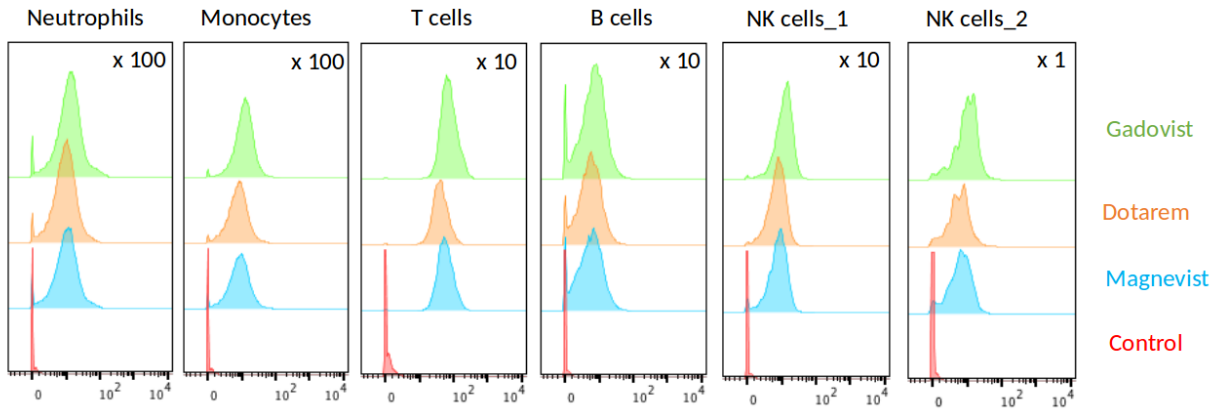 Neutrophils Monocytes T cells B cells NK cells_1 NK cells_2
x 100 x 100 x 10 x 10 x 10 x 1
Gadovist
Dotarem
Magnevist
Control
0 10² 10⁴ 0 10² 10⁴ 0 10² 10⁴ 0 10² 10⁴ 0 10² 10⁴ 0 10² 10⁴